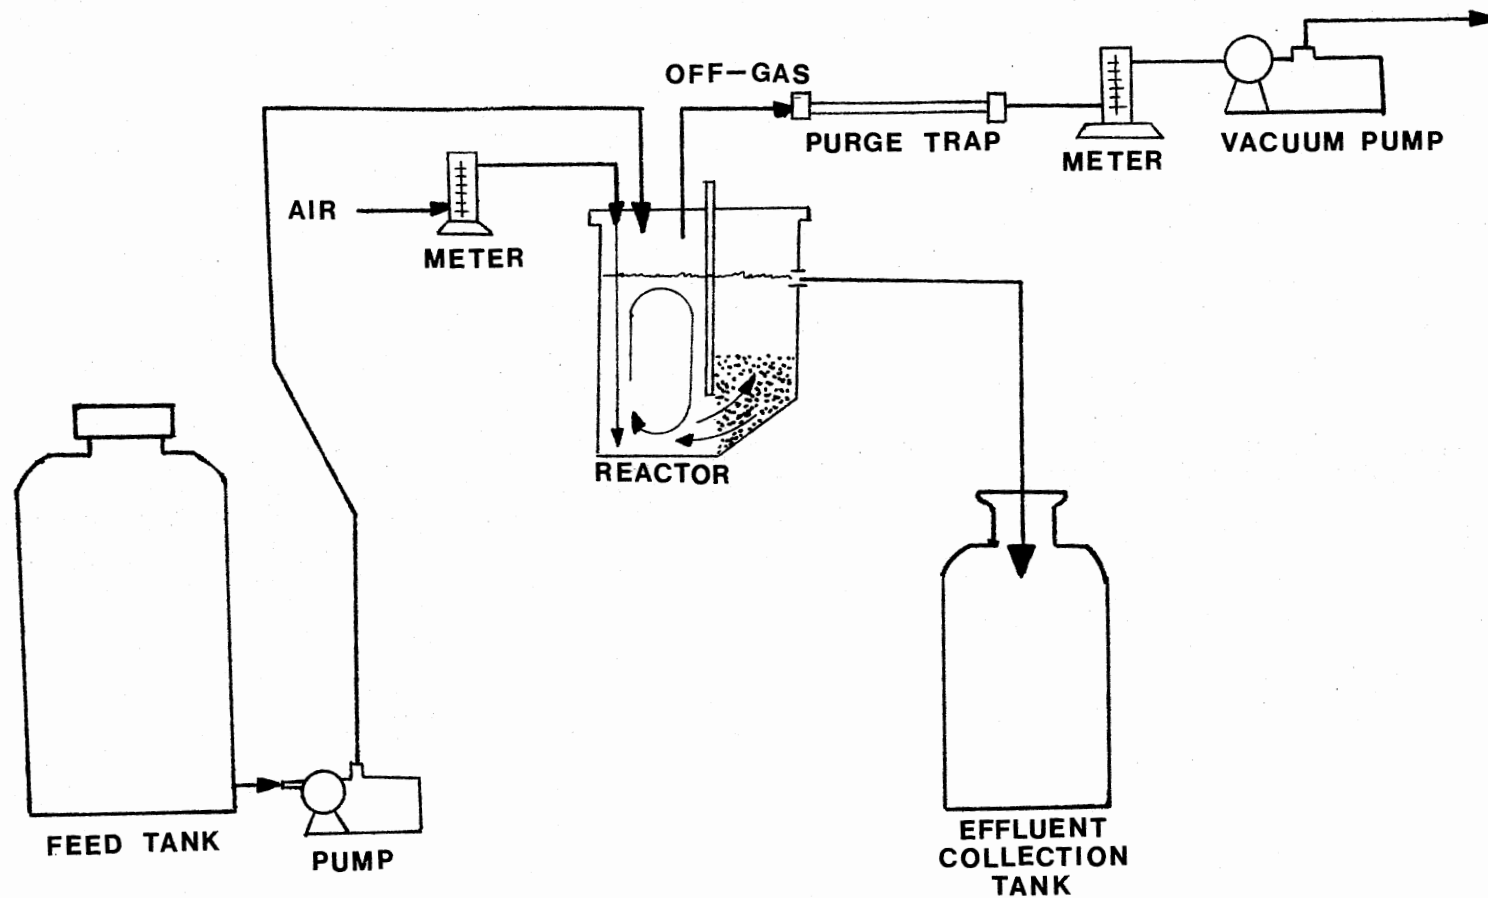 OFF-GAS
PURGE TRAP
METER
VACUUM PUMP
AIR
METER
REACTOR
FEED TANK
PUMP
EFFLUENT
COLLECTION
TANK